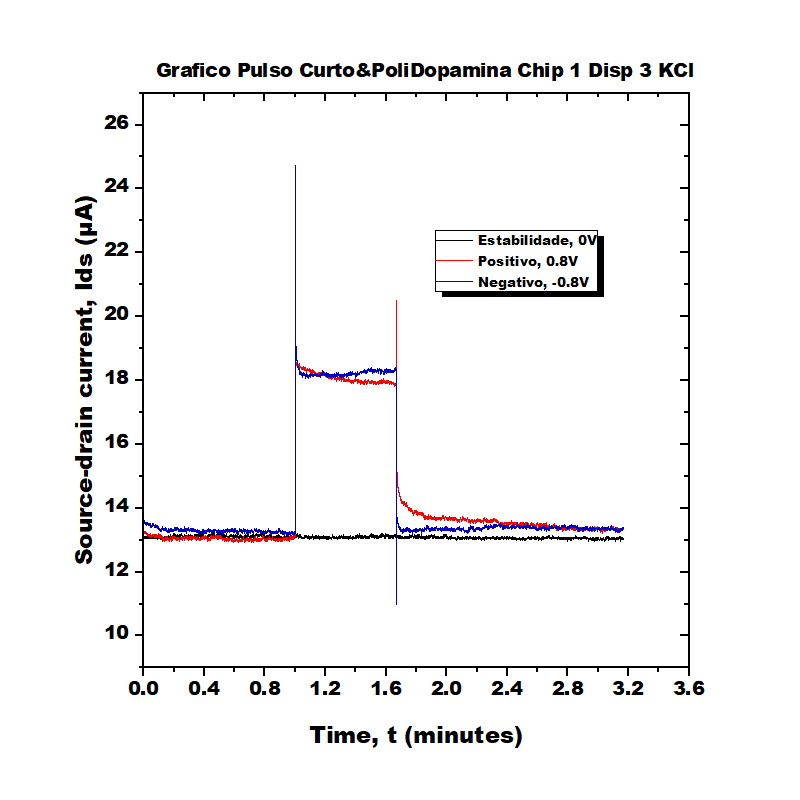 Grafico Pulso Curto&PoliDopamina Chip 1 Disp 3 KCl
26
24
22
20
18
16
14
12
10
Source-drain current, Ids (µA)
Estabilidade, 0V
Positivo, 0.8V
Negativo, -0.8V
0.0 0.4 0.8 1.2 1.6 2.0 2.4 2.8 3.2 3.6
Time, t (minutes)